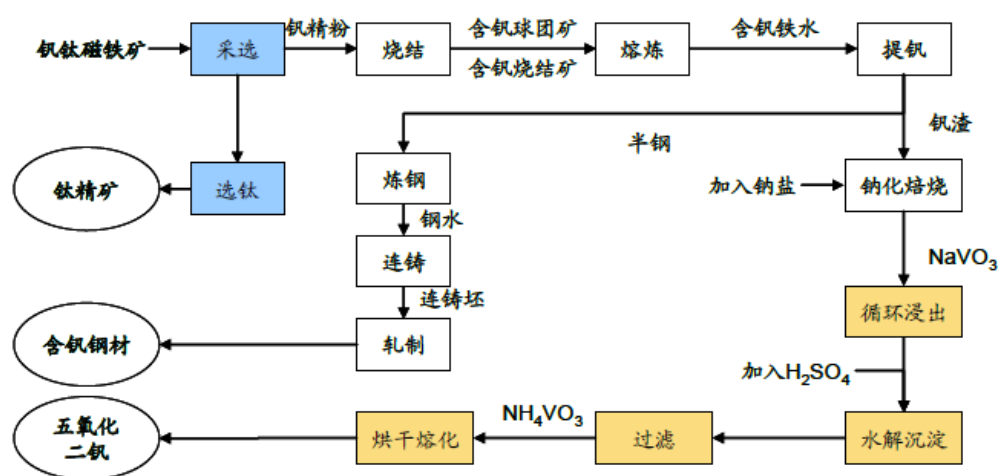 钒钛磁铁矿
采选
钒精粉
烧结
含钒球团矿
含钒烧结矿
熔炼
含钒铁水
提钒
半钢
钒渣
钛精矿
选钛
炼钢
加入钠盐
钠化焙烧
钢水
NaVO3
连铸
连铸坯
循环浸出
含钒钢材
轧制
加入H2SO4
五氧化
二钒
烘干熔化
NH4VO3
过滤
水解沉淀